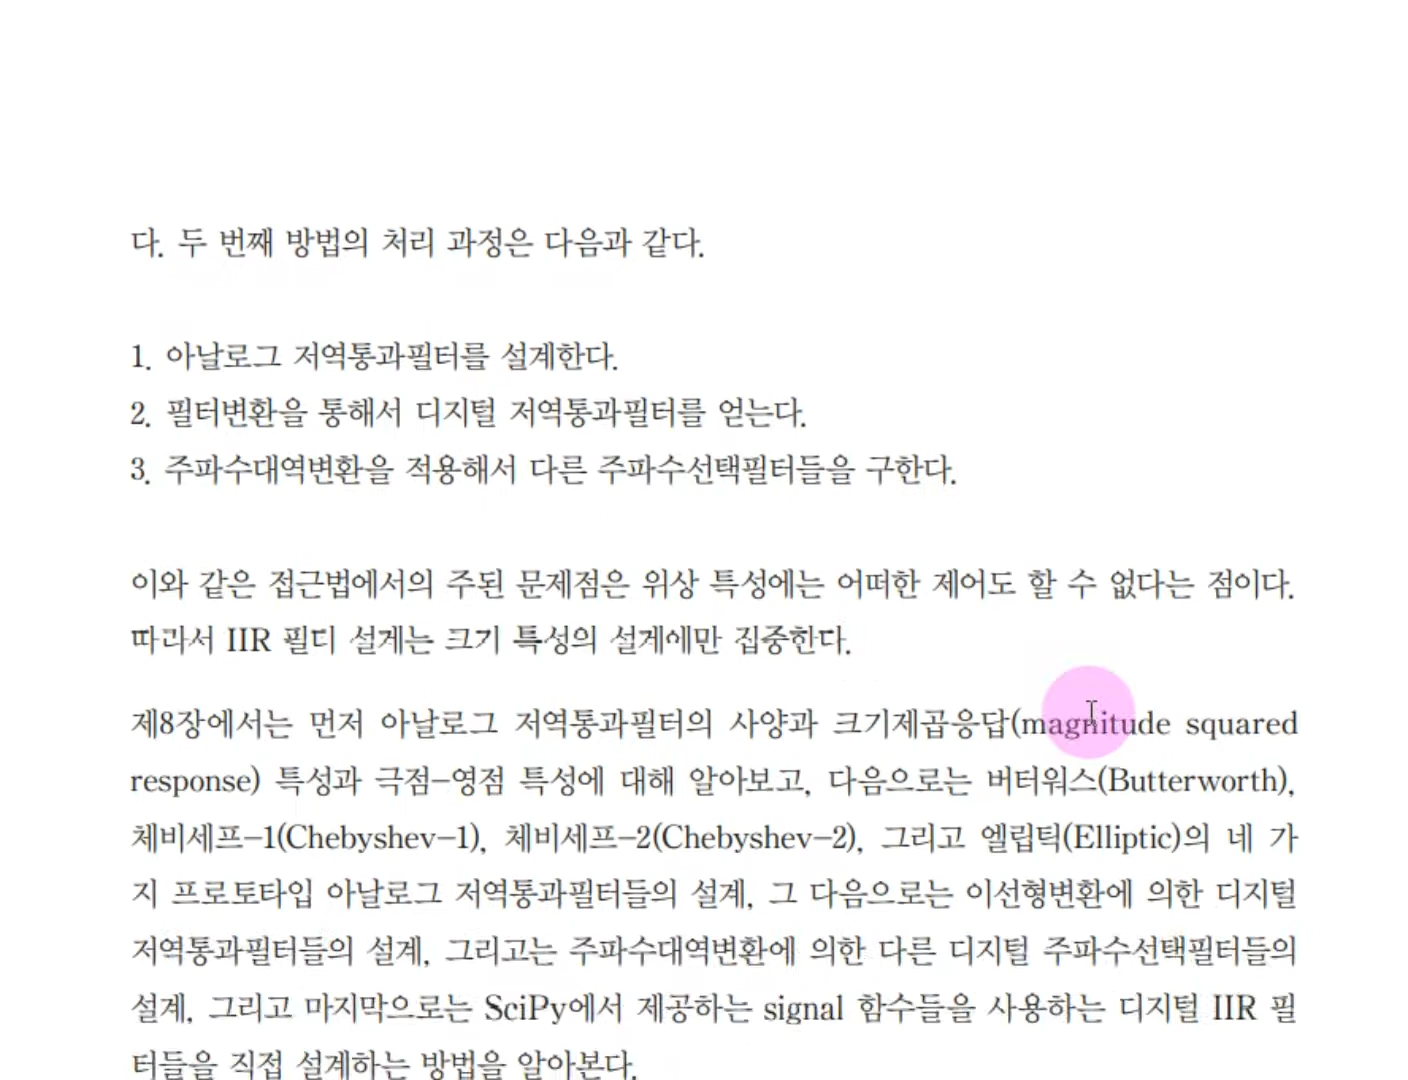 다. 두 번째 방법의 처리 과정은 다음과 같다.
1. 아날로그 저역통과필터를 설계한다.
2. 필터변환을 통해서 디지털 저역통과필터를 얻는다.
3. 주파수대역변환을 적용해서 다른 주파수선택필터들을 구한다.
이와 같은 접근법에서의 주된 문제점은 위상 특성에는 어떠한 제어도 할 수 없다는 점이다.
따라서 IIR 필터 설계는 크기 특성의 설계에만 집중한다.
제8장에서는 먼저 아날로그 저역통과필터의 사양과 크기제곱응답(magnitude squared
response) 특성과 극점-영점 특성에 대해 알아보고, 다음으로는 버터워스(Butterworth),
체비세프-1(Chebyshev-1), 체비세프-2(Chebyshev-2), 그리고 엘립틱(Elliptic)의 네 가
지 프로토타입 아날로그 저역통과필터들의 설계, 그 다음으로는 이선형변환에 의한 디지털
저역통과필터들의 설계, 그리고는 주파수대역변환에 의한 다른 디지털 주파수선택필터들의
설계, 그리고 마지막으로는 SciPy에서 제공하는 signal 함수들을 사용하는 디지털 IIR 필
터들을 직접 설계하는 방법을 알아본다.